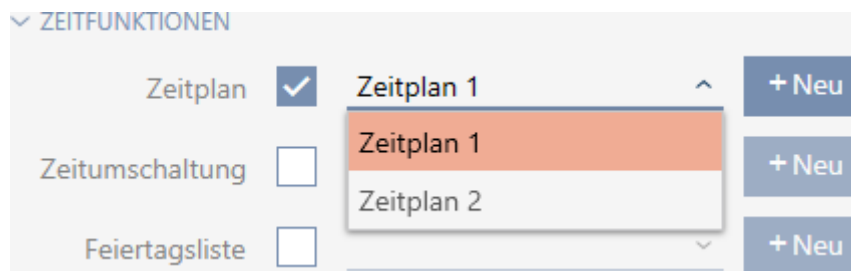 ZEITFUNKTIONEN
Zeitplan Zeitplan 1 + Neu
Zeitplan 1
Zeitumschaltung + Neu
Zeitplan 2
Feiertagsliste + Neu